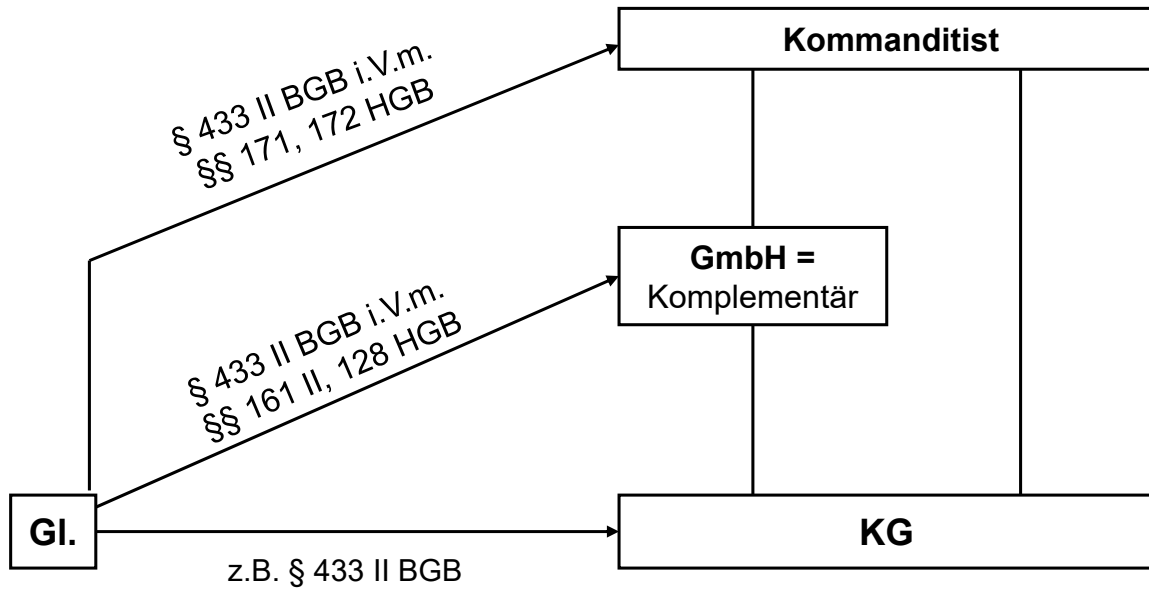 Kommanditist
§ 433 II BGB i.V.m.
§§ 171, 172 HGB
GmbH =
Komplementär
§ 433 II BGB i.V.m.
§§ 161 II, 128 HGB
Gl.
KG
z.B. § 433 II BGB